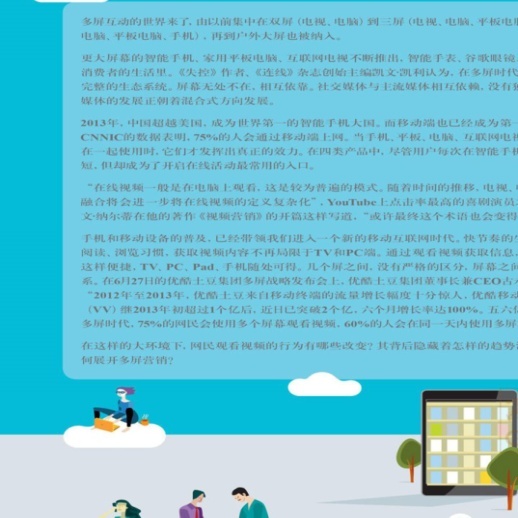 多屏互动的世界来了，由以前集中在双屏（电视、电脑）到三屏（电视、电脑、平板电脑
电脑、平板电脑、手机），再到户外大屏也被纳入。
更大屏幕的智能手机、家用平板电脑、互联网电视不断推出，智能手表、谷歌眼镜
消费者的生活里。《失控》作者、《连线》杂志创始主编凯文·凯利认为，在多屏时代
完整的生态系统。屏幕无处不在，相互依靠。社交媒体与主流媒体相互依赖，没有
媒体的发展正朝着混合式方向发展。
2013年，中国超越美国，成为世界第一的智能手机大国。而移动端也已经成为第一
CNNIC的数据表明，75%的人会通过移动端上网。当手机、平板、电脑、互联网电视
在一起使用时，它们才发挥出真正的效力。在四类产品中，尽管用户每次在智能手机
短，但却成为了开启在线活动最常用的入口。
“在线视频一般是在电脑上观看，这是较为普遍的模式。随着时间的推移，电视、
融合将会进一步将在线视频的定义复杂化”，YouTube上点击率最高的喜剧演员
文·纳尔蒂在他的著作《视频营销》的开篇这样写道，“或许最终这个术语也会变得
手机和移动设备的普及，已经带领我们进入一个新的移动互联网时代。快节奏的
阅读、浏览习惯，获取视频内容不再局限于TV和PC端。通过观看视频获取信息
这样便捷，TV、PC、Pad、手机随处可得。几个屏之间，没有严格的区分，屏幕之间
系。在6月27日的优酷土豆集团多屏战略发布会上，优酷土豆集团董事长兼CEO古
“2012年至2013年，优酷土豆来自移动终端的流量增长幅度十分惊人，优酷移动
（VV）继2013年初超过1个亿后，近日已突破2个亿，六个月增长率达100%。五六
多屏时代，75%的网民会使用多个屏幕观看视频，60%的人会在同一天内使用多屏
在这样的大环境下，网民观看视频的行为有哪些改变？其背后隐藏着怎样的趋势
何展开多屏营销？